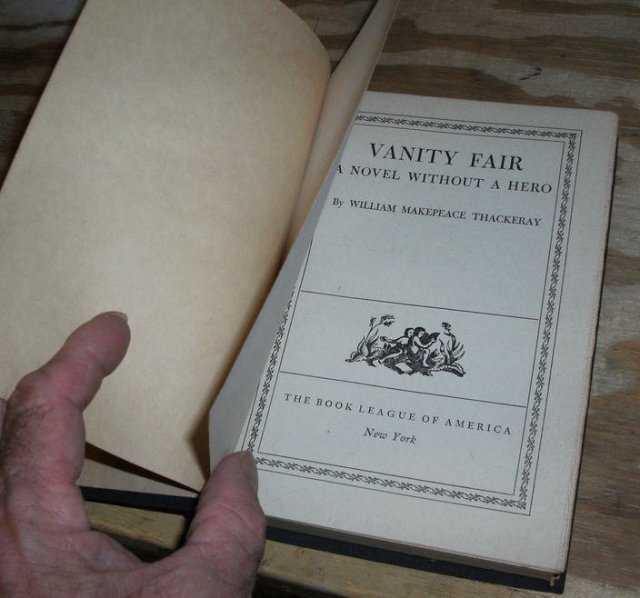 VANITY FAIR
A NOVEL WITHOUT A HERO
By WILLIAM MAKEPEACE THACKERAY
THE BOOK LEAGUE OF AMERICA
New York